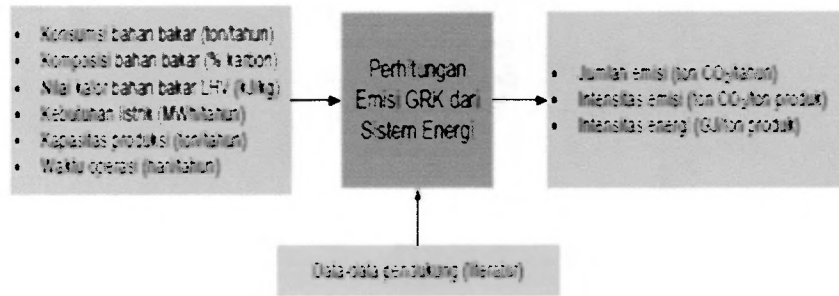 • Konsumsi bahan bakar (ton/tahun)
• Komposisi bahan bakar (% karbon)
• Nilai kalor bahan bakar LHV (kJ/kg)
• Kebutuhan listrik (MWh/tahun)
• Kapasitas produksi (ton/tahun)
• Waktu operasi (hari/tahun)
Perhitungan
Emisi GRK dari
Sistem Energi
• Jumlah emisi (ton CO₂/tahun)
• Intensitas emisi (ton CO₂/ton produk)
• Intensitas energi (GJ/ton produk)
Data-data pendukung (literatur)